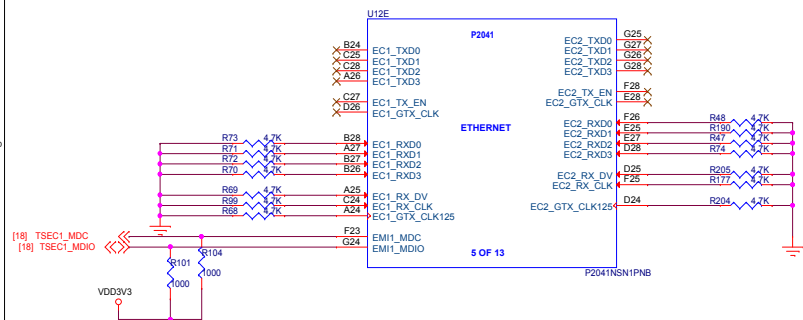 U12E
P2041
B24 EC1_TXD0 EC2_TXD0 G25
C25 EC1_TXD1 EC2_TXD1 G27
C28 EC1_TXD2 EC2_TXD2 G26
A26 EC1_TXD3 EC2_TXD3 G28
C27 EC1_TX_EN EC2_TX_EN F28
D26 EC1_GTX_CLK EC2_GTX_CLK E28
ETHERNET
R73 4.7K B28 EC1_RXD0 EC2_RXD0 F26 R48 4.7K
R71 4.7K A27 EC1_RXD1 EC2_RXD1 E25 R190 4.7K
R72 4.7K B27 EC1_RXD2 EC2_RXD2 E27 R47 4.7K
R70 4.7K B26 EC1_RXD3 EC2_RXD3 D28 R74 4.7K
R69 4.7K A25 EC1_RX_DV EC2_RX_DV D25 R205 4.7K
R99 4.7K C24 EC1_RX_CLK EC2_RX_CLK F25 R177 4.7K
R68 4.7K A24 EC1_GTX_CLK125 EC2_GTX_CLK125 D24 R204 4.7K
[18] TSEC1_MDC F23 EMI1_MDC
[18] TSEC1_MDIO G24 EMI1_MDIO
R101 R104
1000 1000
5 OF 13
P2041NSN1PNB
VDD3V3